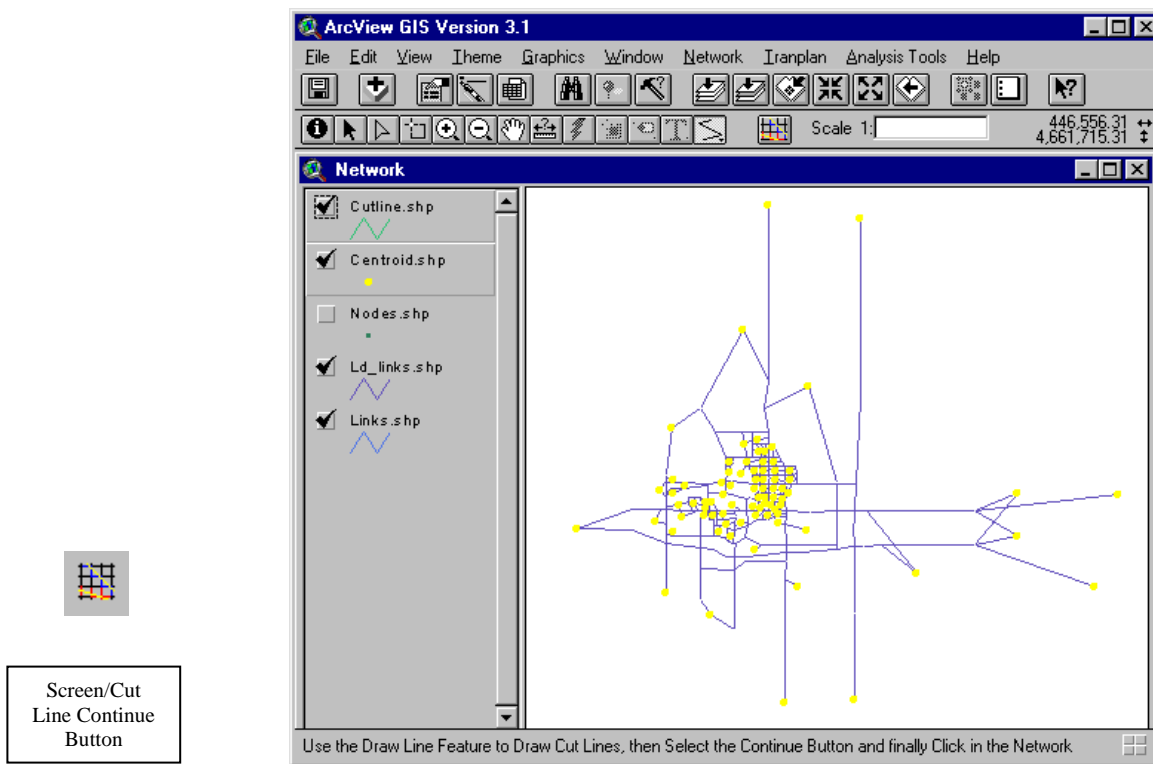 ArcView GIS Version 3.1
File Edit View Theme Graphics Window Network Tranplan Analysis Tools Help
Scale 1: 446,556.31
4,661,715.31
Network
Cutline.shp
Centroid.shp
Nodes.shp
Ld_links.shp
Links.shp
Use the Draw Line Feature to Draw Cut Lines, then Select the Continue Button and finally Click in the Network
Screen/Cut
Line Continue
Button